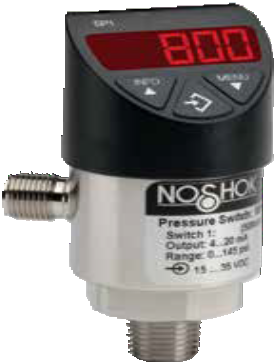 SP1
800
INFO
MENU
NOSHOK
Pressure Switch:
Switch 1:
Output: 4...20 mA
Range: 0...145 psi
15 ... 35 VDC